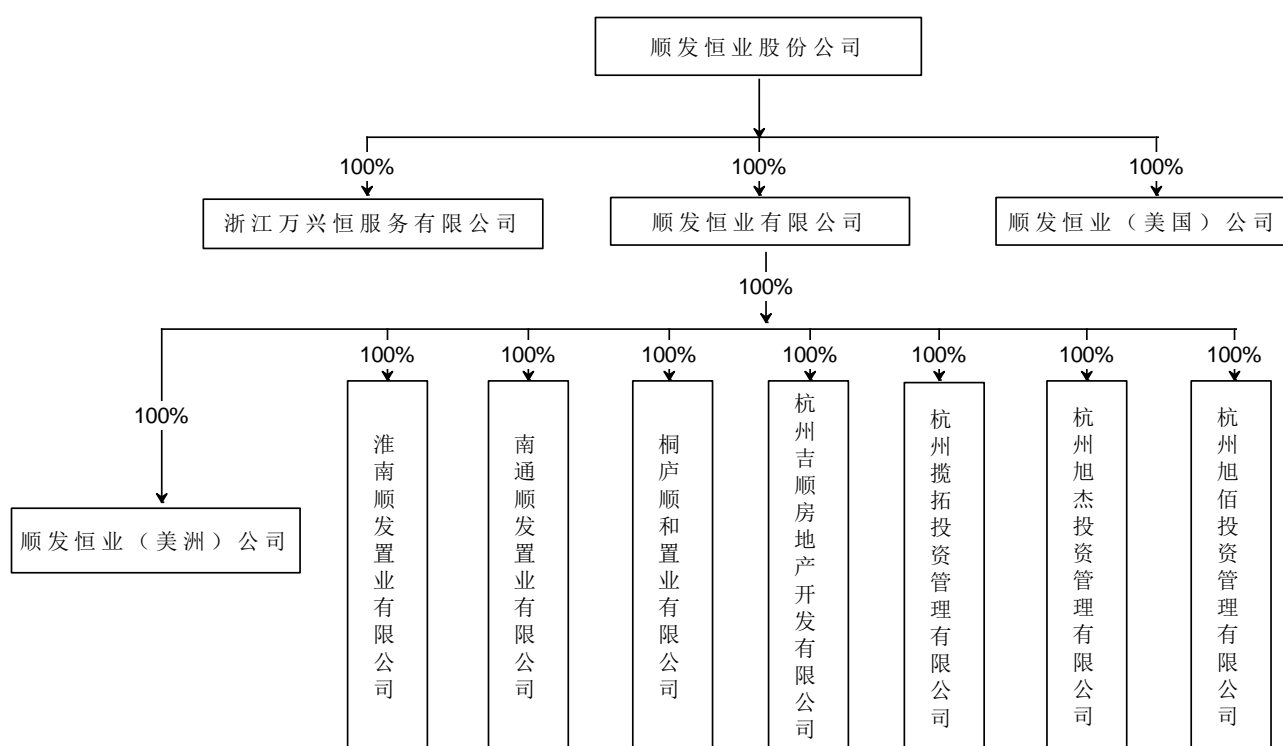 顺发恒业股份公司
100%
100%
100%
浙江万兴恒服务有限公司
顺发恒业有限公司
顺发恒业（美国）公司
100%
100%
100%
100%
100%
100%
100%
100%
100%
顺发恒业（美洲）公司
淮南顺发置业有限公司
南通顺发置业有限公司
桐庐顺和置业有限公司
杭州吉顺房地产开发有限公司
杭州揽拓投资管理有限公司
杭州旭杰投资管理有限公司
杭州旭佰投资管理有限公司